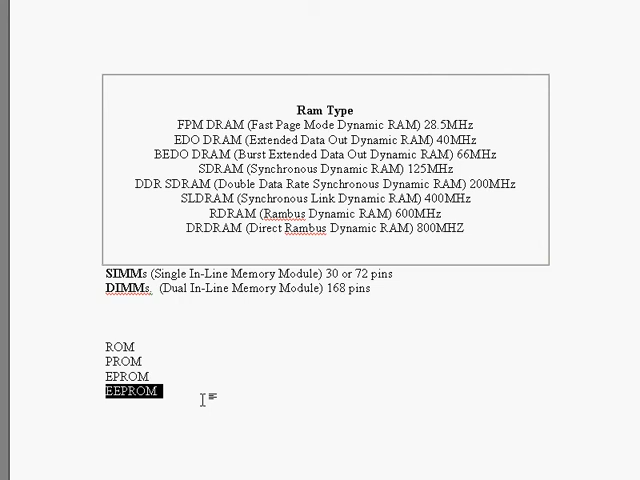 Ram Type
FPM DRAM (Fast Page Mode Dynamic RAM) 28.5MHz
EDO DRAM (Extended Data Out Dynamic RAM) 40MHz
BEDO DRAM (Burst Extended Data Out Dynamic RAM) 66MHz
SDRAM (Synchronous Dynamic RAM) 125MHz
DDR SDRAM (Double Data Rate Synchronous Dynamic RAM) 200MHz
SLDRAM (Synchronous Link Dynamic RAM) 400MHz
RDRAM (Rambus Dynamic RAM) 600MHz
DRDRAM (Direct Rambus Dynamic RAM) 800MHZ
SIMMs (Single In-Line Memory Module) 30 or 72 pins
DIMMs. (Dual In-Line Memory Module) 168 pins
ROM
PROM
EPROM
EEPROM